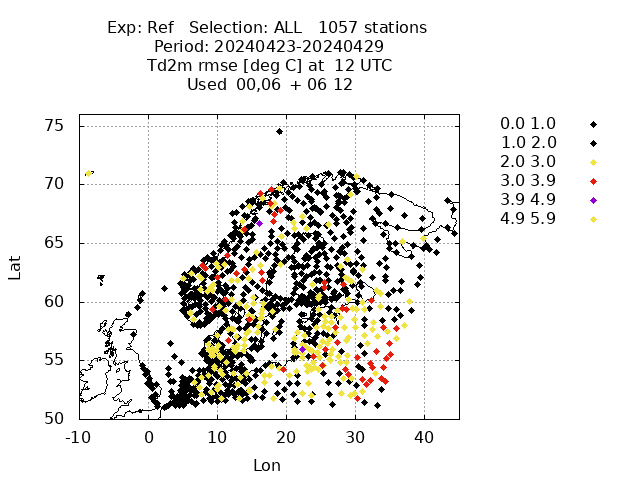 Exp: Ref   Selection: ALL   1057 stations
Period: 20240423-20240429
Td2m rmse [deg C] at  12 UTC
Used  00,06  + 06 12
0.0 1.0
1.0 2.0
2.0 3.0
3.0 3.9
3.9 4.9
4.9 5.9
75
70
65
60
55
50
Lat
-10 0 10 20 30 40
Lon